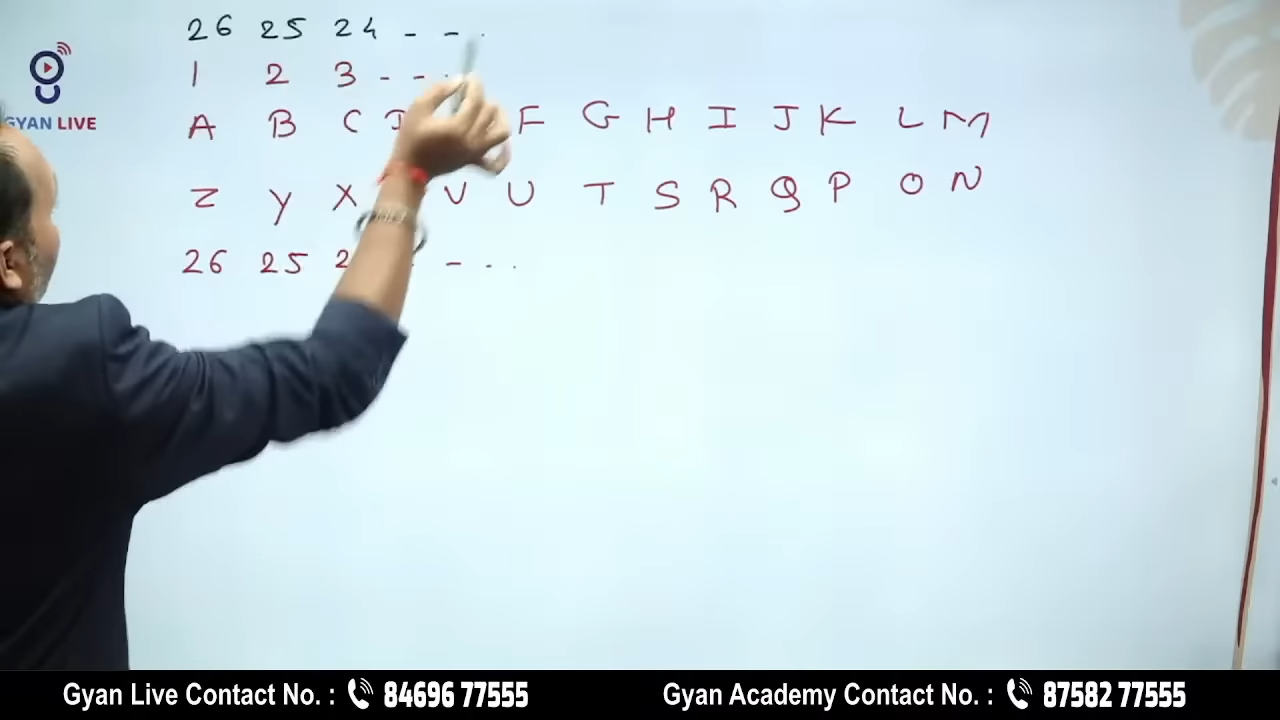 26 25 24 - - .
1 2 3 - - .
GYAN LIVE
A B C F G H I J K L M
Z Y X V U T S R Q P O N
26 25 2 - . .
Gyan Live Contact No. : 84696 77555
Gyan Academy Contact No. : 87582 77555